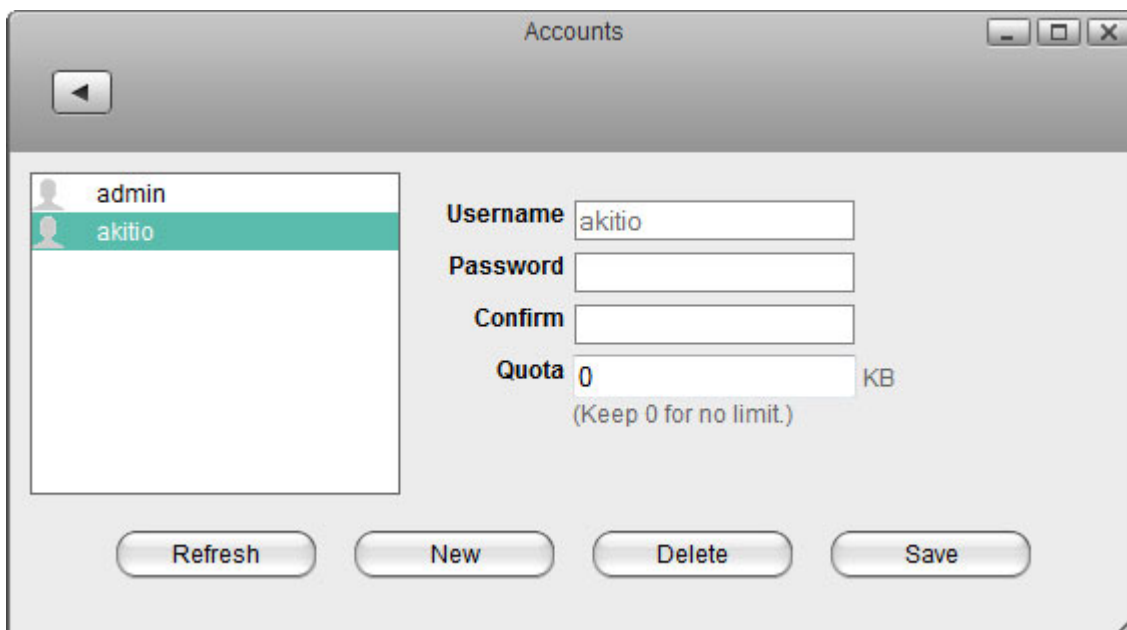 Accounts
admin
akitio
Username akitio
Password
Confirm
Quota 0 KB
(Keep 0 for no limit.)
Refresh New Delete Save